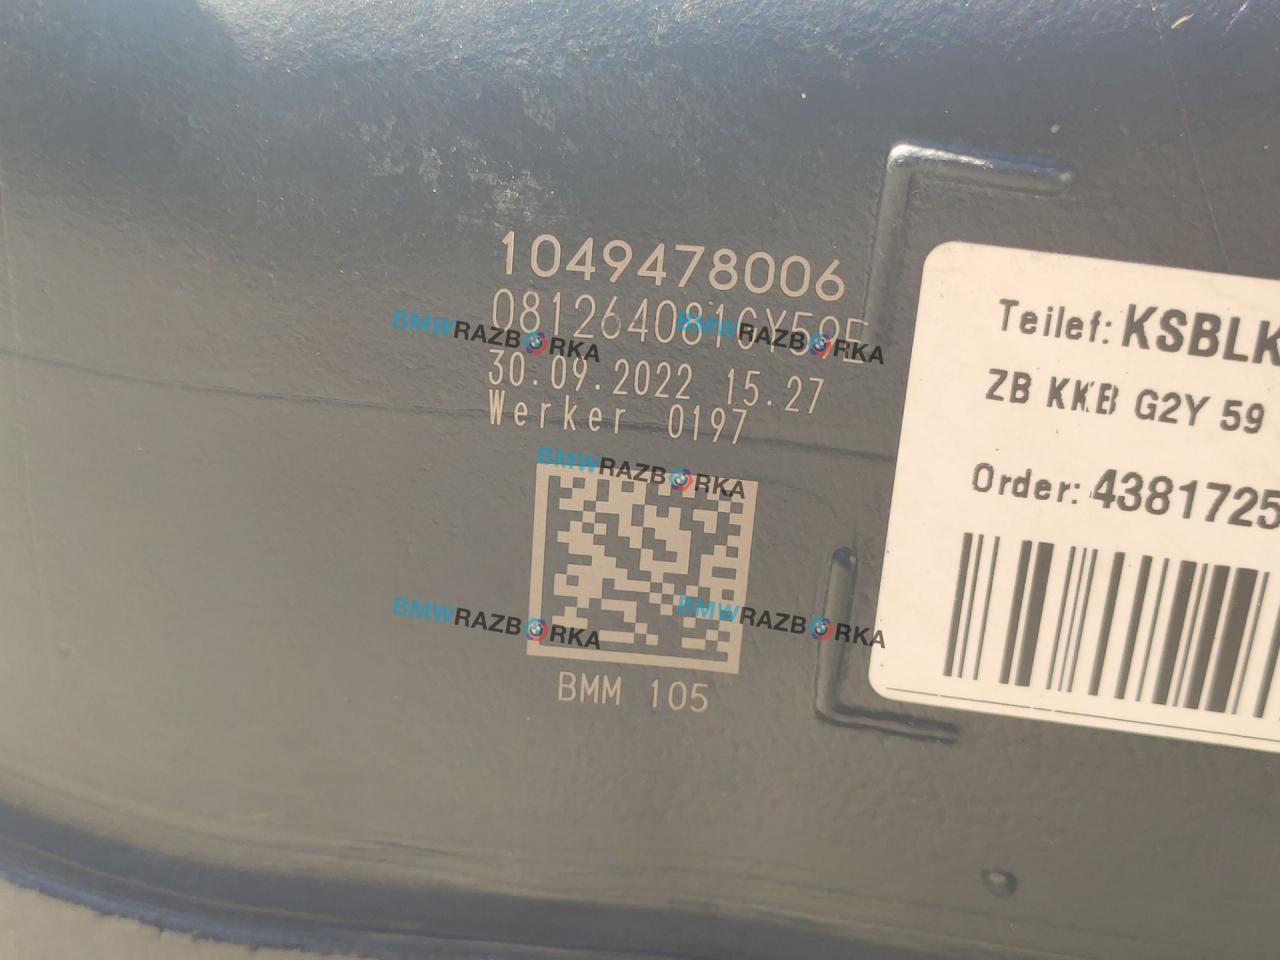 1049478006
0812640816Y59E
30.09.2022 15.27
Werker 0197
BMM 105
Teilef: KSBLK
ZB KKB G2Y 59
Order: 4381725
BMWRAZBORKA
BMWRAZBORKA
BMWRAZBORKA
BMWRAZBORKA
BMWRAZBORKA